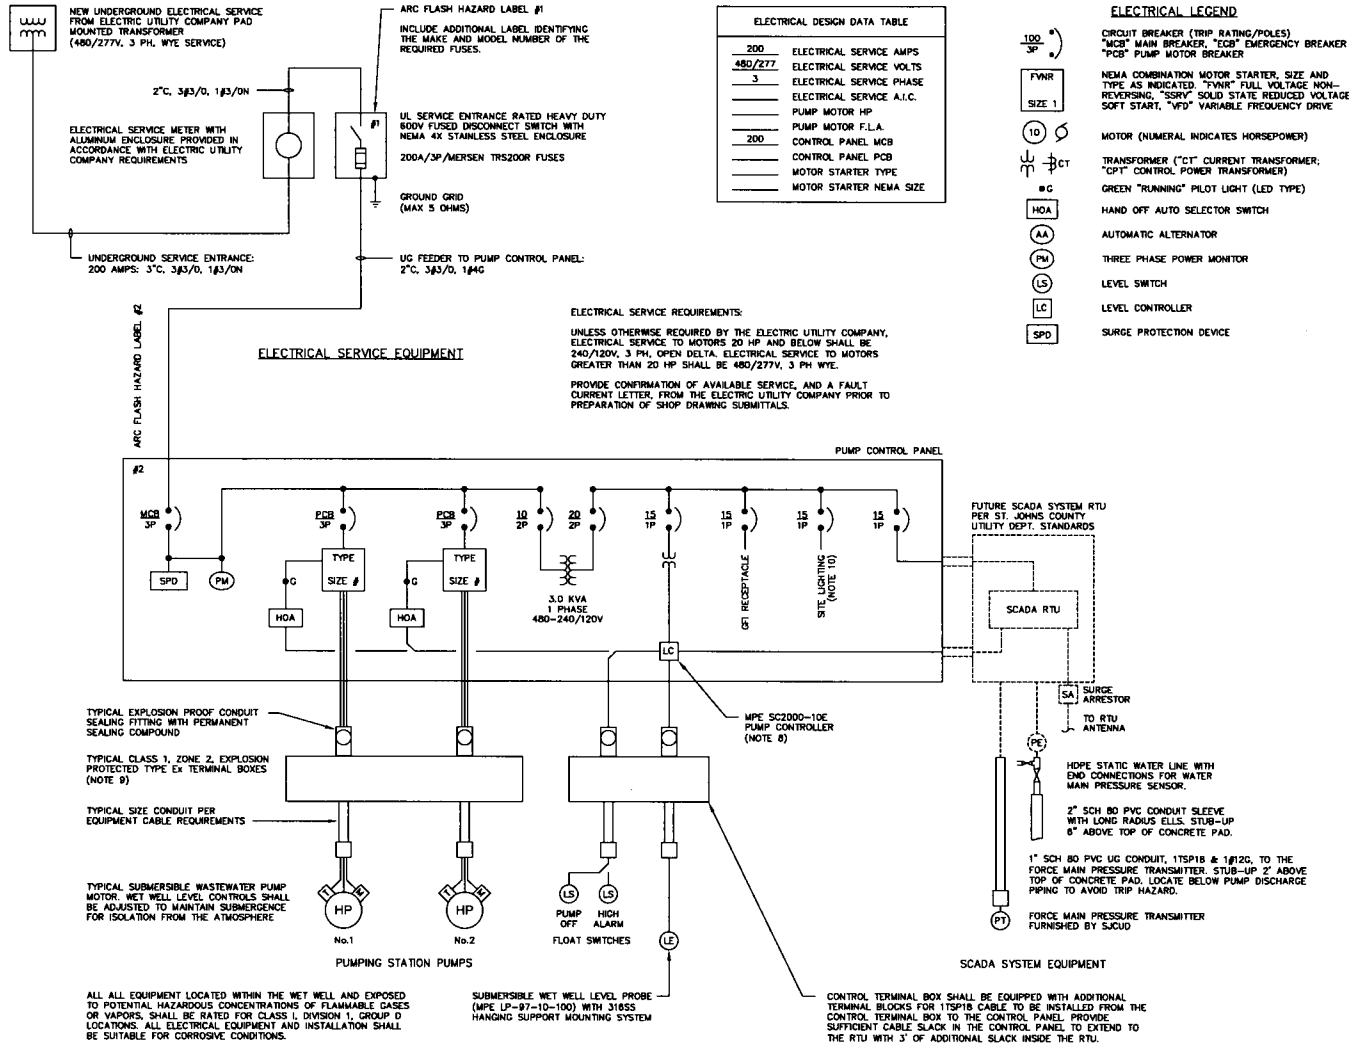 NEW UNDERGROUND ELECTRICAL SERVICE
FROM ELECTRIC UTILITY COMPANY PAD
MOUNTED TRANSFORMER
(480/277V, 3 PH, WYE SERVICE)
2"C, 3#3/0, 1#3/0N
ELECTRICAL SERVICE METER WITH
ALUMINUM ENCLOSURE PROVIDED IN
ACCORDANCE WITH ELECTRIC UTILITY
COMPANY REQUIREMENTS
UNDERGROUND SERVICE ENTRANCE:
200 AMPS: 3"C, 3#3/0, 1#3/0N
ARC FLASH HAZARD LABEL #1
INCLUDE ADDITIONAL LABEL IDENTIFYING
THE MAKE AND MODEL NUMBER OF THE
REQUIRED FUSES.
#1
UL SERVICE ENTRANCE RATED HEAVY DUTY
600V FUSED DISCONNECT SWITCH WITH
NEMA 4X STAINLESS STEEL ENCLOSURE
200A/3P/MERSEN TRS200R FUSES
GROUND GRID
(MAX 5 OHMS)
UG FEEDER TO PUMP CONTROL PANEL:
2"C, 3#3/0, 1#4G
ARC FLASH HAZARD LABEL #2
ELECTRICAL SERVICE EQUIPMENT
ELECTRICAL DESIGN DATA TABLE
200 ELECTRICAL SERVICE AMPS
480/277 ELECTRICAL SERVICE VOLTS
3 ELECTRICAL SERVICE PHASE
ELECTRICAL SERVICE A.I.C.
PUMP MOTOR HP
PUMP MOTOR F.L.A.
200 CONTROL PANEL MCB
CONTROL PANEL PCB
MOTOR STARTER TYPE
MOTOR STARTER NEMA SIZE
ELECTRICAL LEGEND
100
3P
CIRCUIT BREAKER (TRIP RATING/POLES)
"MCB" MAIN BREAKER, "ECB" EMERGENCY BREAKER
"PCB" PUMP MOTOR BREAKER
FVNR
SIZE 1
NEMA COMBINATION MOTOR STARTER, SIZE AND
TYPE AS INDICATED. "FVNR" FULL VOLTAGE NON-
REVERSING, "SSRV" SOLID STATE REDUCED VOLTAGE
SOFT START, "VFD" VARIABLE FREQUENCY DRIVE
10 MOTOR (NUMERAL INDICATES HORSEPOWER)
CT TRANSFORMER ("CT" CURRENT TRANSFORMER;
"CPT" CONTROL POWER TRANSFORMER)
G GREEN "RUNNING" PILOT LIGHT (LED TYPE)
HOA HAND OFF AUTO SELECTOR SWITCH
AA AUTOMATIC ALTERNATOR
PM THREE PHASE POWER MONITOR
LS LEVEL SWITCH
LC LEVEL CONTROLLER
SPD SURGE PROTECTION DEVICE
ELECTRICAL SERVICE REQUIREMENTS:
UNLESS OTHERWISE REQUIRED BY THE ELECTRIC UTILITY COMPANY,
ELECTRICAL SERVICE TO MOTORS 20 HP AND BELOW SHALL BE
240/120V, 3 PH, OPEN DELTA. ELECTRICAL SERVICE TO MOTORS
GREATER THAN 20 HP SHALL BE 480/277V, 3 PH WYE.
PROVIDE CONFIRMATION OF AVAILABLE SERVICE, AND A FAULT
CURRENT LETTER, FROM THE ELECTRIC UTILITY COMPANY PRIOR TO
PREPARATION OF SHOP DRAWING SUBMITTALS.
PUMP CONTROL PANEL
#2
MCB
3P
SPD
PM
PCB
3P
TYPE
SIZE #
G
HOA
PCB
3P
TYPE
SIZE #
G
HOA
10
2P
20
2P
3.0 KVA
1 PHASE
480-240/120V
15
1P
LC
15
1P
GFI RECEPTACLE
15
1P
SITE LIGHTING
(NOTE 10)
15
1P
FUTURE SCADA SYSTEM RTU
PER ST. JOHNS COUNTY
UTILITY DEPT. STANDARDS
SCADA RTU
SA
SURGE
ARRESTOR
TO RTU
ANTENNA
PE
TYPICAL EXPLOSION PROOF CONDUIT
SEALING FITTING WITH PERMANENT
SEALING COMPOUND
TYPICAL CLASS 1, ZONE 2, EXPLOSION
PROTECTED TYPE Ex TERMINAL BOXES
(NOTE 9)
TYPICAL SIZE CONDUIT PER
EQUIPMENT CABLE REQUIREMENTS
TYPICAL SUBMERSIBLE WASTEWATER PUMP
MOTOR. WET WELL LEVEL CONTROLS SHALL
BE ADJUSTED TO MAINTAIN SUBMERGENCE
FOR ISOLATION FROM THE ATMOSPHERE
T M
HP
No.1
T M
HP
No.2
PUMPING STATION PUMPS
MPE SC2000-10E
PUMP CONTROLLER
(NOTE 8)
LS LS
PUMP
OFF
HIGH
ALARM
FLOAT SWITCHES
LE
HDPE STATIC WATER LINE WITH
END CONNECTIONS FOR WATER
MAIN PRESSURE SENSOR.
2" SCH 80 PVC CONDUIT SLEEVE
WITH LONG RADIUS ELLS. STUB-UP
6" ABOVE TOP OF CONCRETE PAD.
1" SCH 80 PVC UG CONDUIT, 1TSP18 & 1#12G, TO THE
FORCE MAIN PRESSURE TRANSMITTER. STUB-UP 2' ABOVE
TOP OF CONCRETE PAD. LOCATE BELOW PUMP DISCHARGE
PIPING TO AVOID TRIP HAZARD.
PT
FORCE MAIN PRESSURE TRANSMITTER
FURNISHED BY SJCUD
SCADA SYSTEM EQUIPMENT
ALL ALL EQUIPMENT LOCATED WITHIN THE WET WELL AND EXPOSED
TO POTENTIAL HAZARDOUS CONCENTRATIONS OF FLAMMABLE GASES
OR VAPORS, SHALL BE RATED FOR CLASS I, DIVISION 1, GROUP D
LOCATIONS. ALL ELECTRICAL EQUIPMENT AND INSTALLATION SHALL
BE SUITABLE FOR CORROSIVE CONDITIONS.
SUBMERSIBLE WET WELL LEVEL PROBE
(MPE LP-97-10-100) WITH 316SS
HANGING SUPPORT MOUNTING SYSTEM
CONTROL TERMINAL BOX SHALL BE EQUIPPED WITH ADDITIONAL
TERMINAL BLOCKS FOR 1TSP18 CABLE TO BE INSTALLED FROM THE
CONTROL TERMINAL BOX TO THE CONTROL PANEL. PROVIDE
SUFFICIENT CABLE SLACK IN THE CONTROL PANEL TO EXTEND TO
THE RTU WITH 3' OF ADDITIONAL SLACK INSIDE THE RTU.